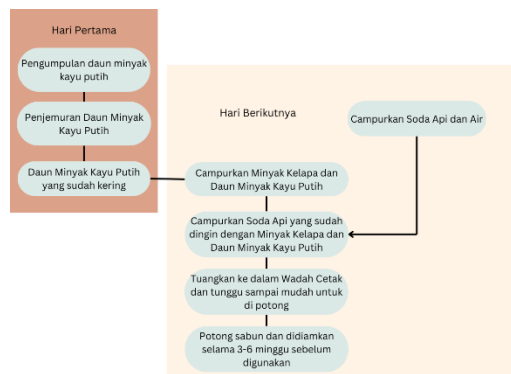 Hari Pertama
Pengumpulan daun minyak
kayu putih
Penjemuran Daun Minyak
Kayu Putih
Daun Minyak Kayu Putih
yang sudah kering
Hari Berikutnya
Campurkan Soda Api dan Air
Campurkan Minyak Kelapa dan
Daun Minyak Kayu Putih
Campurkan Soda Api yang sudah
dingin dengan Minyak Kelapa dan
Daun Minyak Kayu Putih
Tuangkan ke dalam Wadah Cetak
dan tunggu sampai mudah untuk
di potong
Potong sabun dan didiamkan
selama 3-6 minggu sebelum
digunakan